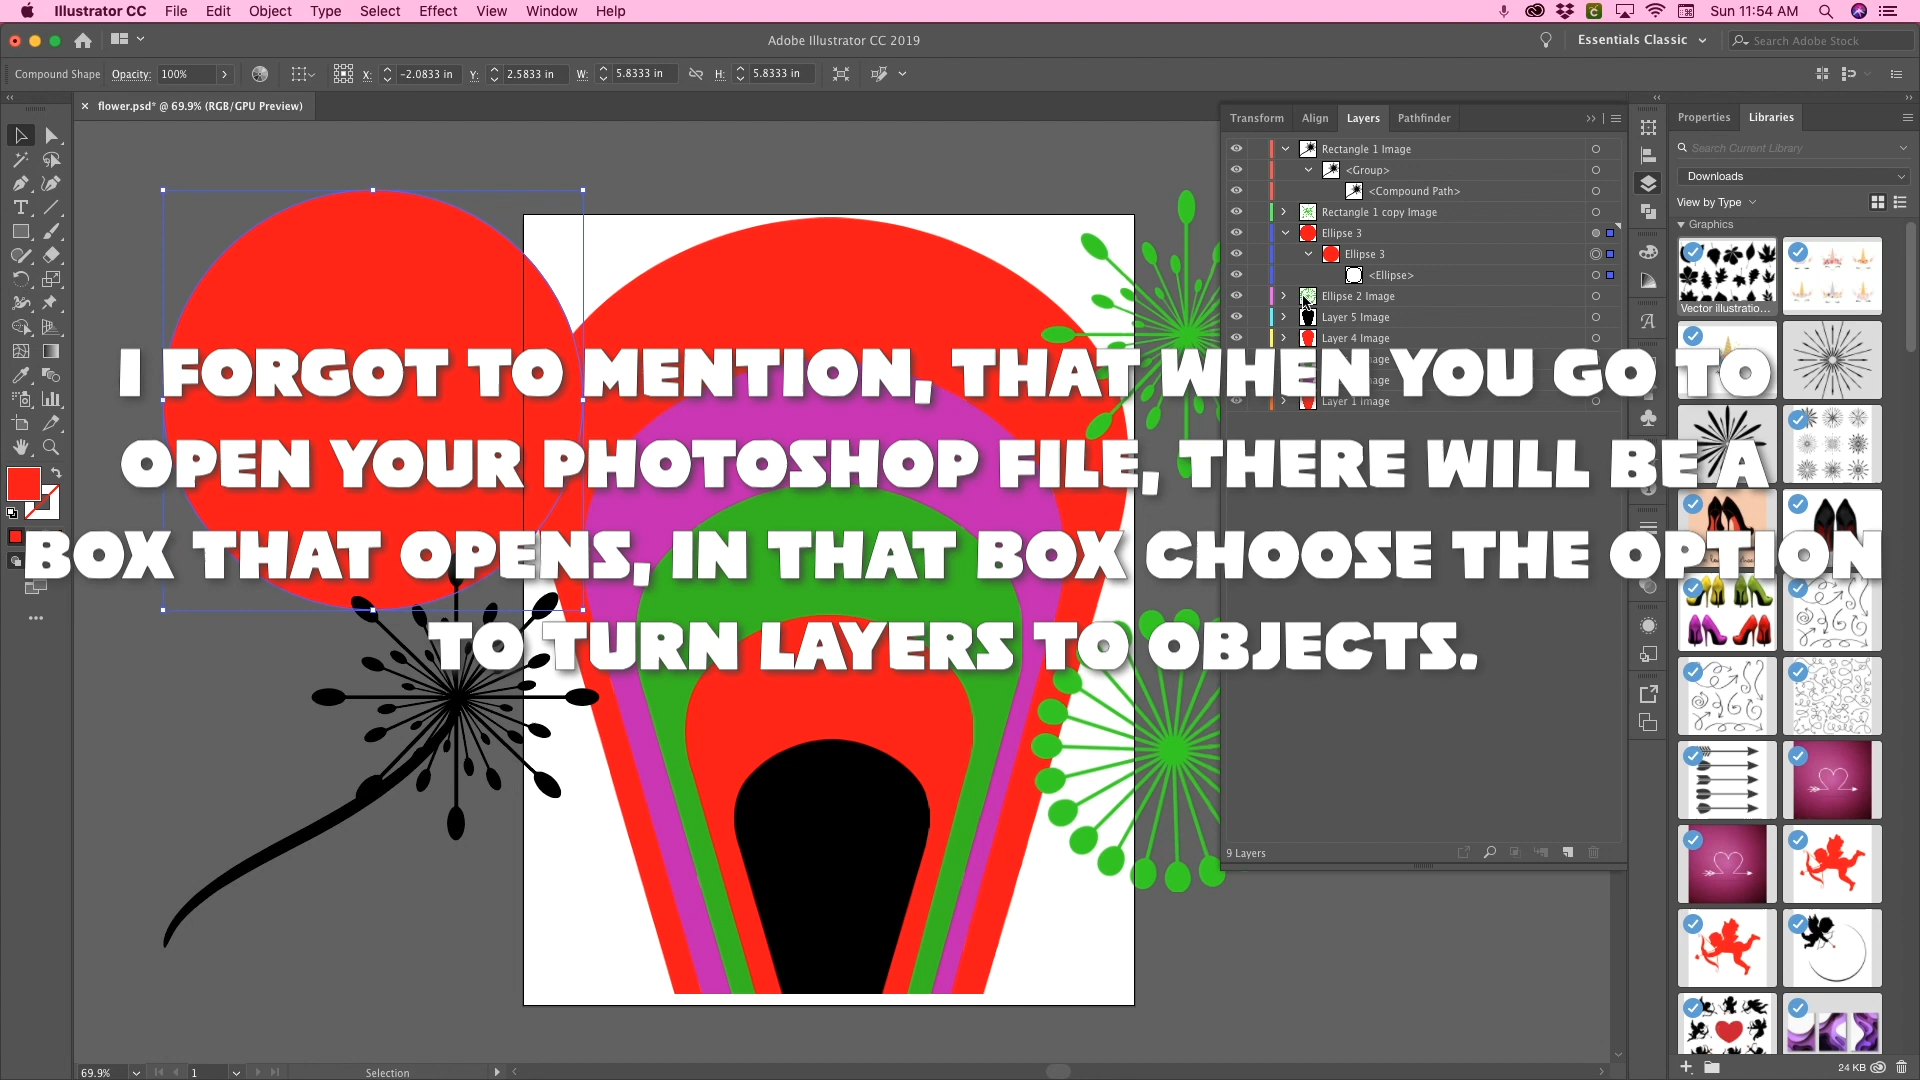 Illustrator CC File Edit Object Type Select Effect View Window Help
Sun 11:54 AM
Adobe Illustrator CC 2019
Essentials Classic
Search Adobe Stock
Compound Shape Opacity: 100% X: -2.0833 in Y: 2.5833 in W: 5.8333 in H: 5.8333 in
flower.psd* @ 69.9% (RGB/GPU Preview)
Transform Align Layers Pathfinder
Properties Libraries
Rectangle 1 Image
<Group>
<Compound Path>
Rectangle 1 copy Image
Ellipse 3
Ellipse 3
<Ellipse>
Ellipse 2 Image
Layer 5 Image
Layer 4 Image
Layer 1 Image
Search Current Library
Downloads
View by Type
Graphics
Vector illustratio...
I FORGOT TO MENTION, THAT WHEN YOU GO TO
OPEN YOUR PHOTOSHOP FILE, THERE WILL BE A
BOX THAT OPENS, IN THAT BOX CHOOSE THE OPTION
TO TURN LAYERS TO OBJECTS.
9 Layers
69.9% 1 Selection
24 KB